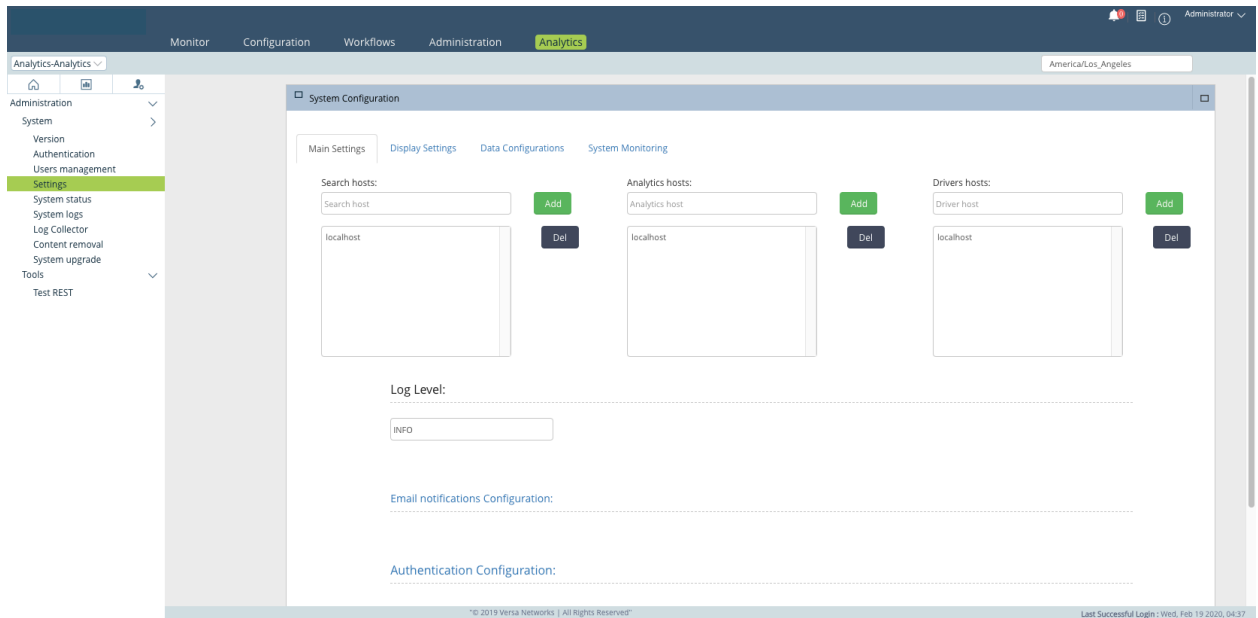 0
Administrator
Monitor Configuration Workflows Administration Analytics
Analytics-Analytics
America/Los_Angeles
Administration
System
Version
Authentication
Users management
Settings
System status
System logs
Log Collector
Content removal
System upgrade
Tools
Test REST
System Configuration
Main Settings Display Settings Data Configurations System Monitoring
Search hosts: Analytics hosts: Drivers hosts:
Search host Add Analytics host Add Driver host Add
localhost Del localhost Del localhost Del
Log Level:
INFO
Email notifications Configuration:
Authentication Configuration:
"© 2019 Versa Networks | All Rights Reserved"
Last Successful Login : Wed, Feb 19 2020, 04:37